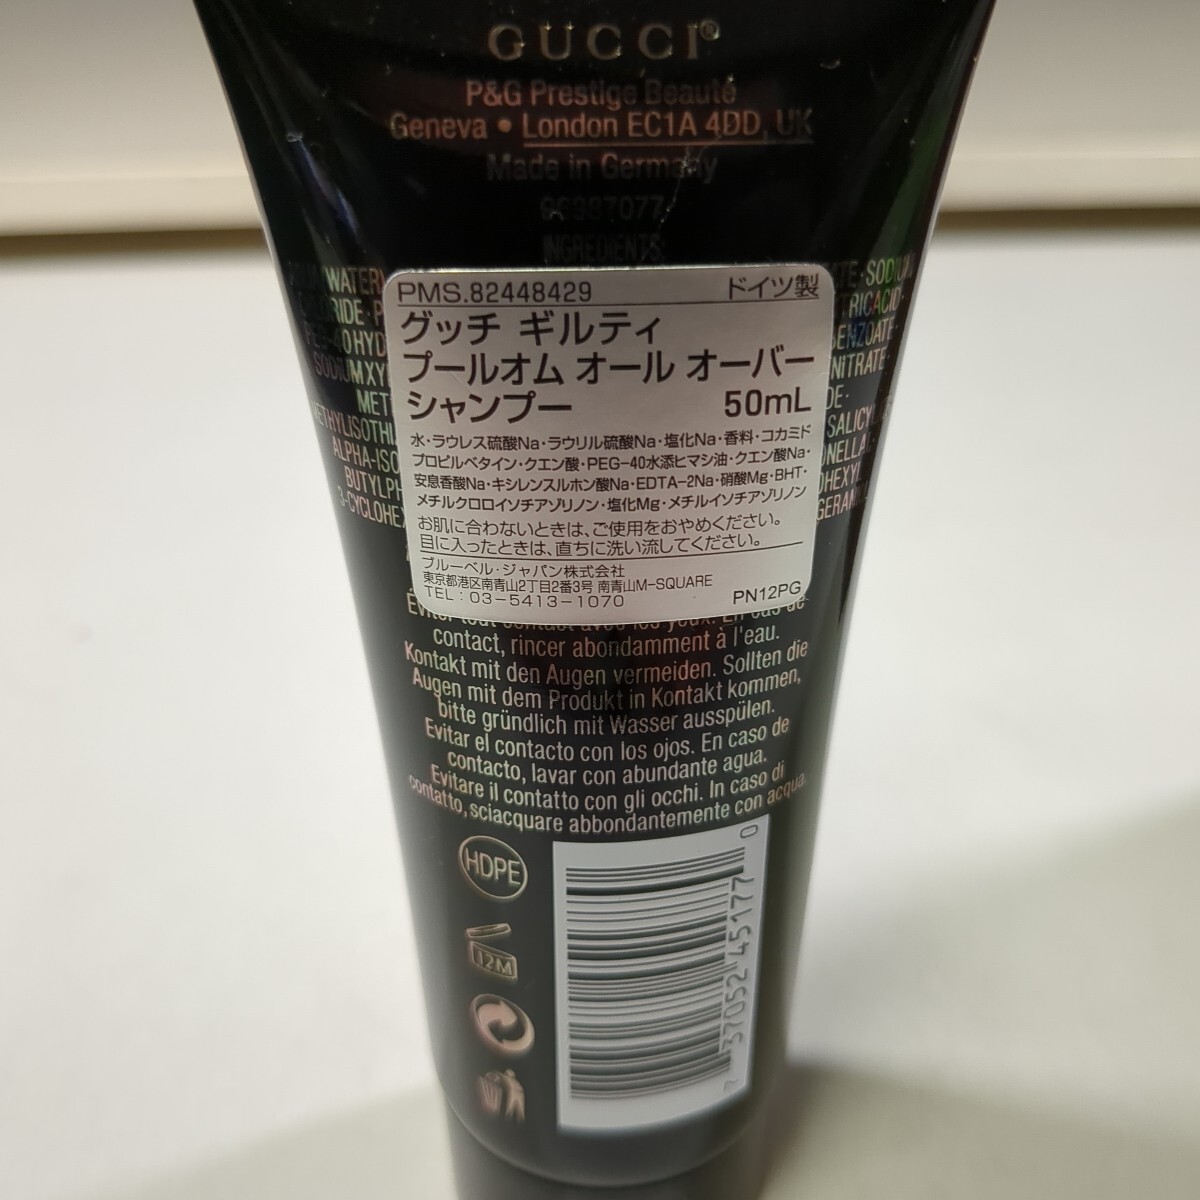 GUCCI®
P&G Prestige Beauté
Geneva • London EC1A 4DD, UK
Made in Germany
INGREDIENTS:
PMS.82448429 ドイツ製
グッチ ギルティ
プールオム オール オーバー
シャンプー 50mL
水・ラウレス硫酸Na・ラウリル硫酸Na・塩化Na・香料・コカミド
プロピルベタイン・クエン酸・PEG-40水添ヒマシ油・クエン酸Na・
安息香酸Na・キシレンスルホン酸Na・EDTA-2Na・硝酸Mg・BHT・
メチルクロロイソチアゾリノン・塩化Mg・メチルイソチアゾリノン
お肌に合わないときは、ご使用をおやめください。
目に入ったときは、直ちに洗い流してください。
ブルーベル・ジャパン株式会社
東京都港区南青山2丁目2番3号 南青山M-SQUARE
TEL：03-5413-1070 PN12PG
contact, rincer abondamment à l'eau.
Kontakt mit den Augen vermeiden. Sollten die
Augen mit dem Produkt in Kontakt kommen,
bitte gründlich mit Wasser ausspülen.
Evitar el contacto con los ojos. En caso de
contacto, lavar con abundante agua.
Evitare il contatto con gli occhi. In caso di
contatto, sciacquare abbondantemente con acqua.
HDPE
12M
7 37052 45177 0